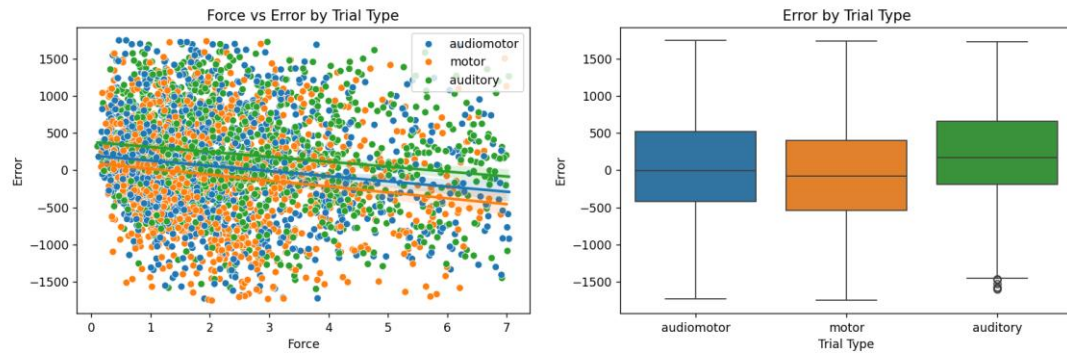 Force vs Error by Trial Type
Error
1500
1000
500
0
−500
−1000
−1500
audiomotor
motor
auditory
0 1 2 3 4 5 6 7
Force
Error by Trial Type
Error
1500
1000
500
0
−500
−1000
−1500
audiomotor motor auditory
Trial Type